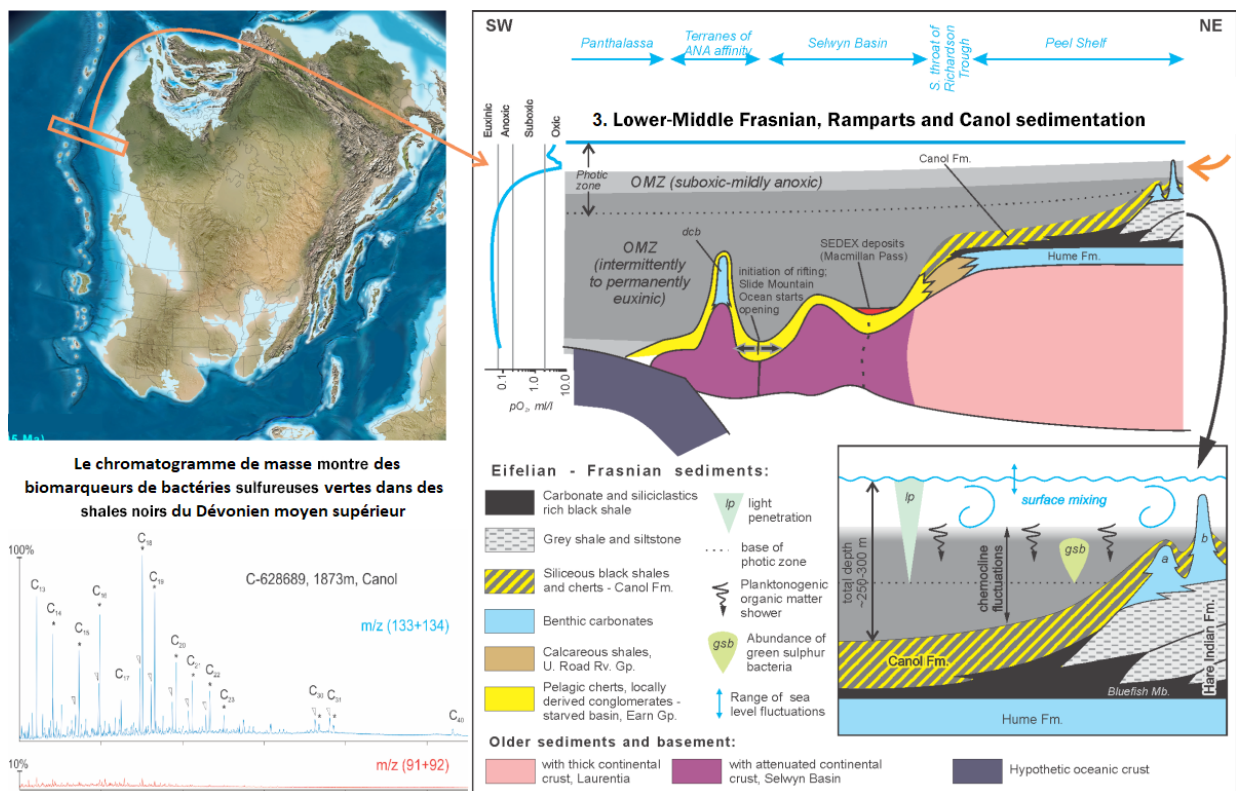 5 Ma)
Le chromatogramme de masse montre des
biomarqueurs de bactéries sulfureuses vertes dans des
shales noirs du Dévonien moyen supérieur
100%
C13
C14
C15
C16
C17
C18
C19
C20
C21
C22
C23
C30
C31
C40
C-628689, 1873m, Canol
m/z (133+134)
m/z (91+92)
10%
SW
NE
Panthalassa
Terranes of
ANA affinity
Selwyn Basin
S. throat of
Richardson
Trough
Peel Shelf
3. Lower-Middle Frasnian, Ramparts and Canol sedimentation
Euxinic
Anoxic
Suboxic
Oxic
Photic
zone
OMZ (suboxic-mildly anoxic)
Canol Fm.
OMZ
(intermittently
to permanently
euxinic)
dcb
initiation of rifting;
Slide Mountain
Ocean starts
opening
SEDEX deposits
(Macmillan Pass)
Hume Fm.
0.1
1.0
10.0
pO2, ml/l
Eifelian - Frasnian sediments:
Carbonate and siliciclastics
rich black shale
Grey shale and siltstone
Siliceous black shales
and cherts - Canol Fm.
Benthic carbonates
Calcareous shales,
U. Road Rv. Gp.
Pelagic cherts, locally
derived conglomerates -
starved basin, Earn Gp.
lp
light
penetration
base of
photic zone
Planktonogenic
organic matter
shower
gsb
Abundance of
green sulphur
bacteria
Range of sea
level fluctuations
Older sediments and basement:
with thick continental
crust, Laurentia
with attenuated continental
crust, Selwyn Basin
Hypothetic oceanic crust
lp
surface mixing
total depth
~250-300 m
chemocline
fluctuations
gsb
a
b
Canol Fm.
Hare Indian Fm.
Bluefish Mb.
Hume Fm.